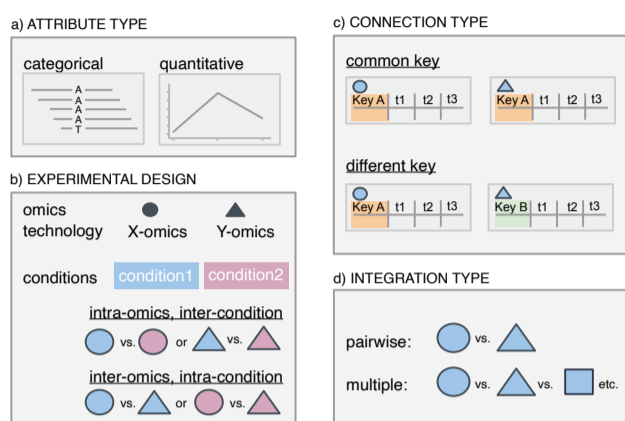 a) ATTRIBUTE TYPE
categorical quantitative
A
A
A
A
T
b) EXPERIMENTAL DESIGN
omics
technology X-omics Y-omics
conditions condition1 condition2
intra-omics, inter-condition
vs. or vs.
inter-omics, intra-condition
vs. or vs.
c) CONNECTION TYPE
common key
Key A t1 t2 t3 Key A t1 t2 t3
different key
Key A t1 t2 t3 Key B t1 t2 t3
d) INTEGRATION TYPE
pairwise: vs.
multiple: vs. vs. etc.